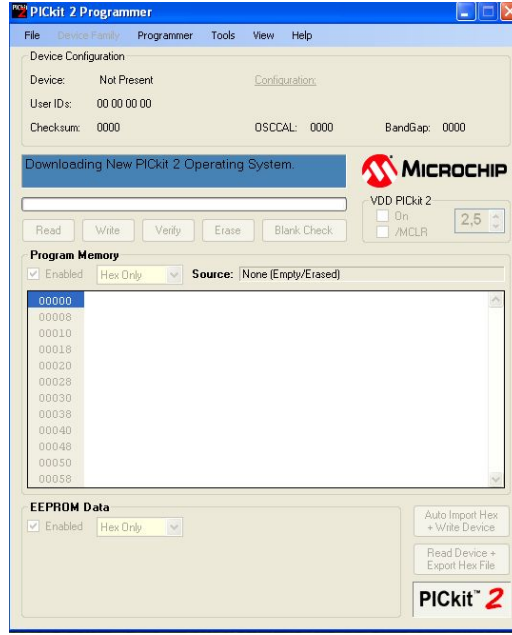 PICkit 2 Programmer
File Device Family Programmer Tools View Help
Device Configuration
Device: Not Present Configuration:
User IDs: 00 00 00 00
Checksum: 0000 OSCCAL: 0000 BandGap: 0000
Downloading New PICkit 2 Operating System.
MICROCHIP
VDD PICkit 2
On
/MCLR
2,5
Read Write Verify Erase Blank Check
Program Memory
Enabled Hex Only Source: None (Empty/Erased)
00000
00008
00010
00018
00020
00028
00030
00038
00040
00048
00050
00058
EEPROM Data
Enabled Hex Only
Auto Import Hex
+ Write Device
Read Device +
Export Hex File
PICkit™ 2